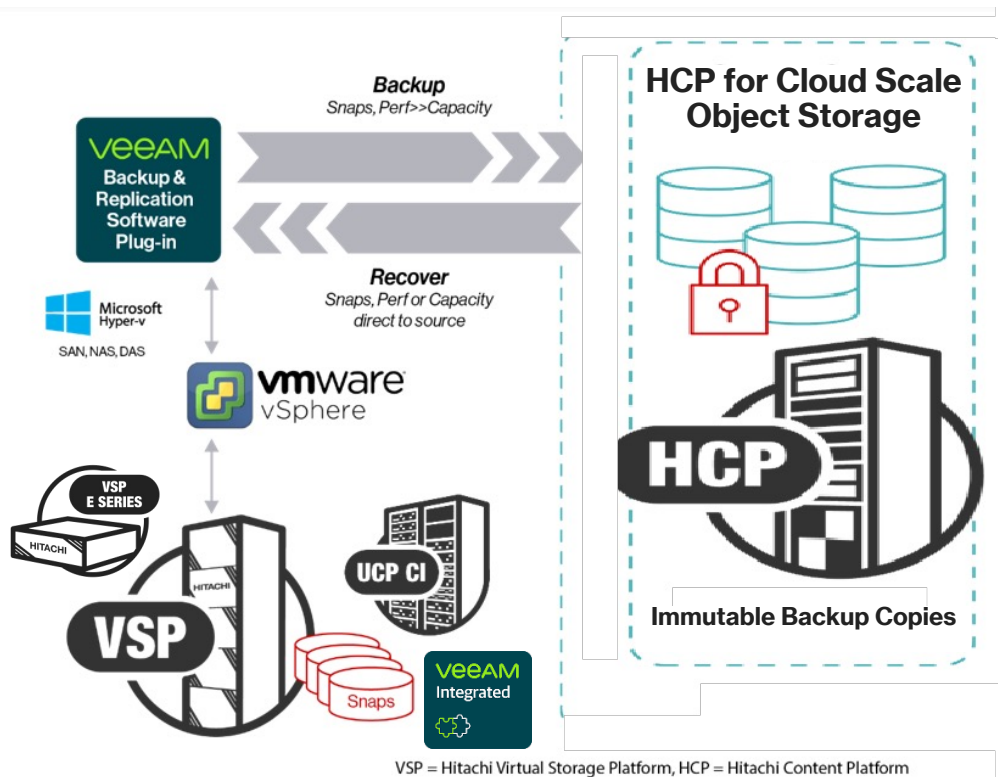 Backup
Snaps, Perf>>Capacity
veeAM
Backup &
Replication
Software
Plug-in
Recover
Snaps, Perf or Capacity
direct to source
Microsoft
Hyper-v
SAN, NAS, DAS
vmware
vSphere
VSP
E SERIES
HITACHI
HITACHI
VSP
UCP CI
Snaps
veeAM
Integrated
HCP for Cloud Scale
Object Storage
HCP
Immutable Backup Copies
VSP = Hitachi Virtual Storage Platform, HCP = Hitachi Content Platform